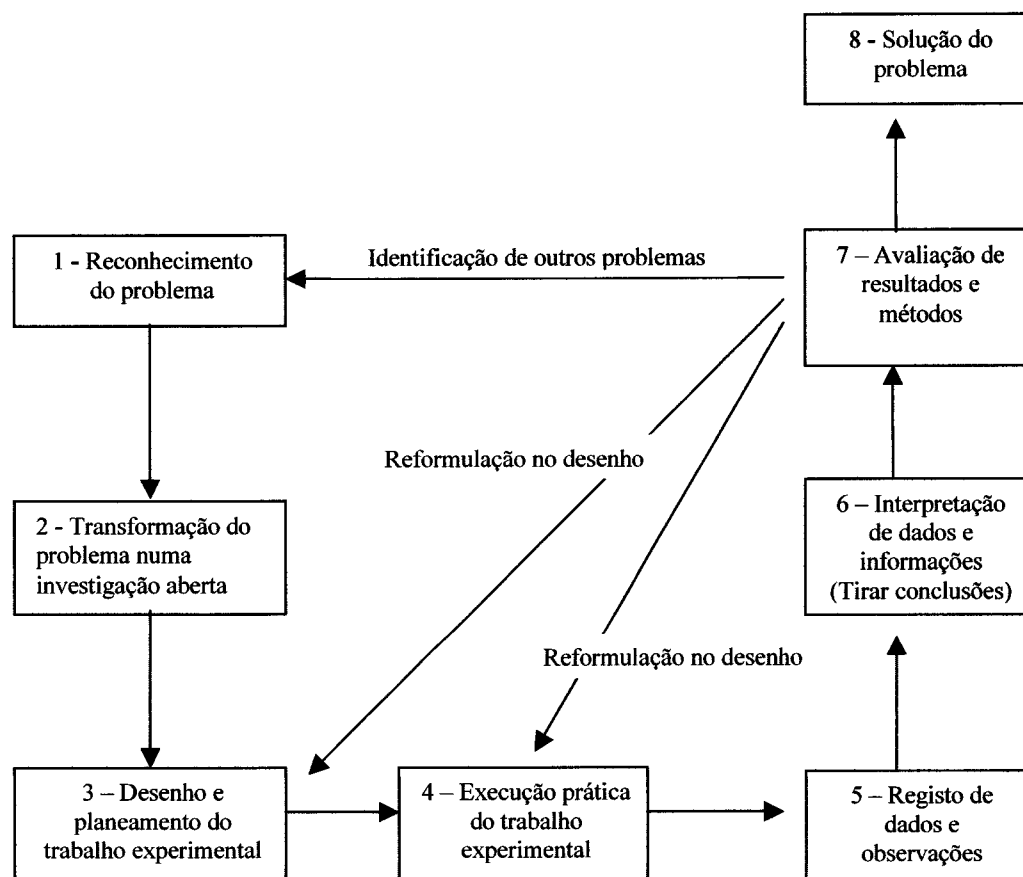 8 - Solução do
problema
1 - Reconhecimento
do problema
Identificação de outros problemas
7 – Avaliação de
resultados e
métodos
Reformulação no desenho
2 - Transformação do
problema numa
investigação aberta
6 – Interpretação
de dados e
informações
(Tirar conclusões)
Reformulação no desenho
3 – Desenho e
planeamento do
trabalho experimental
4 – Execução prática
do trabalho
experimental
5 – Registo de
dados e
observações